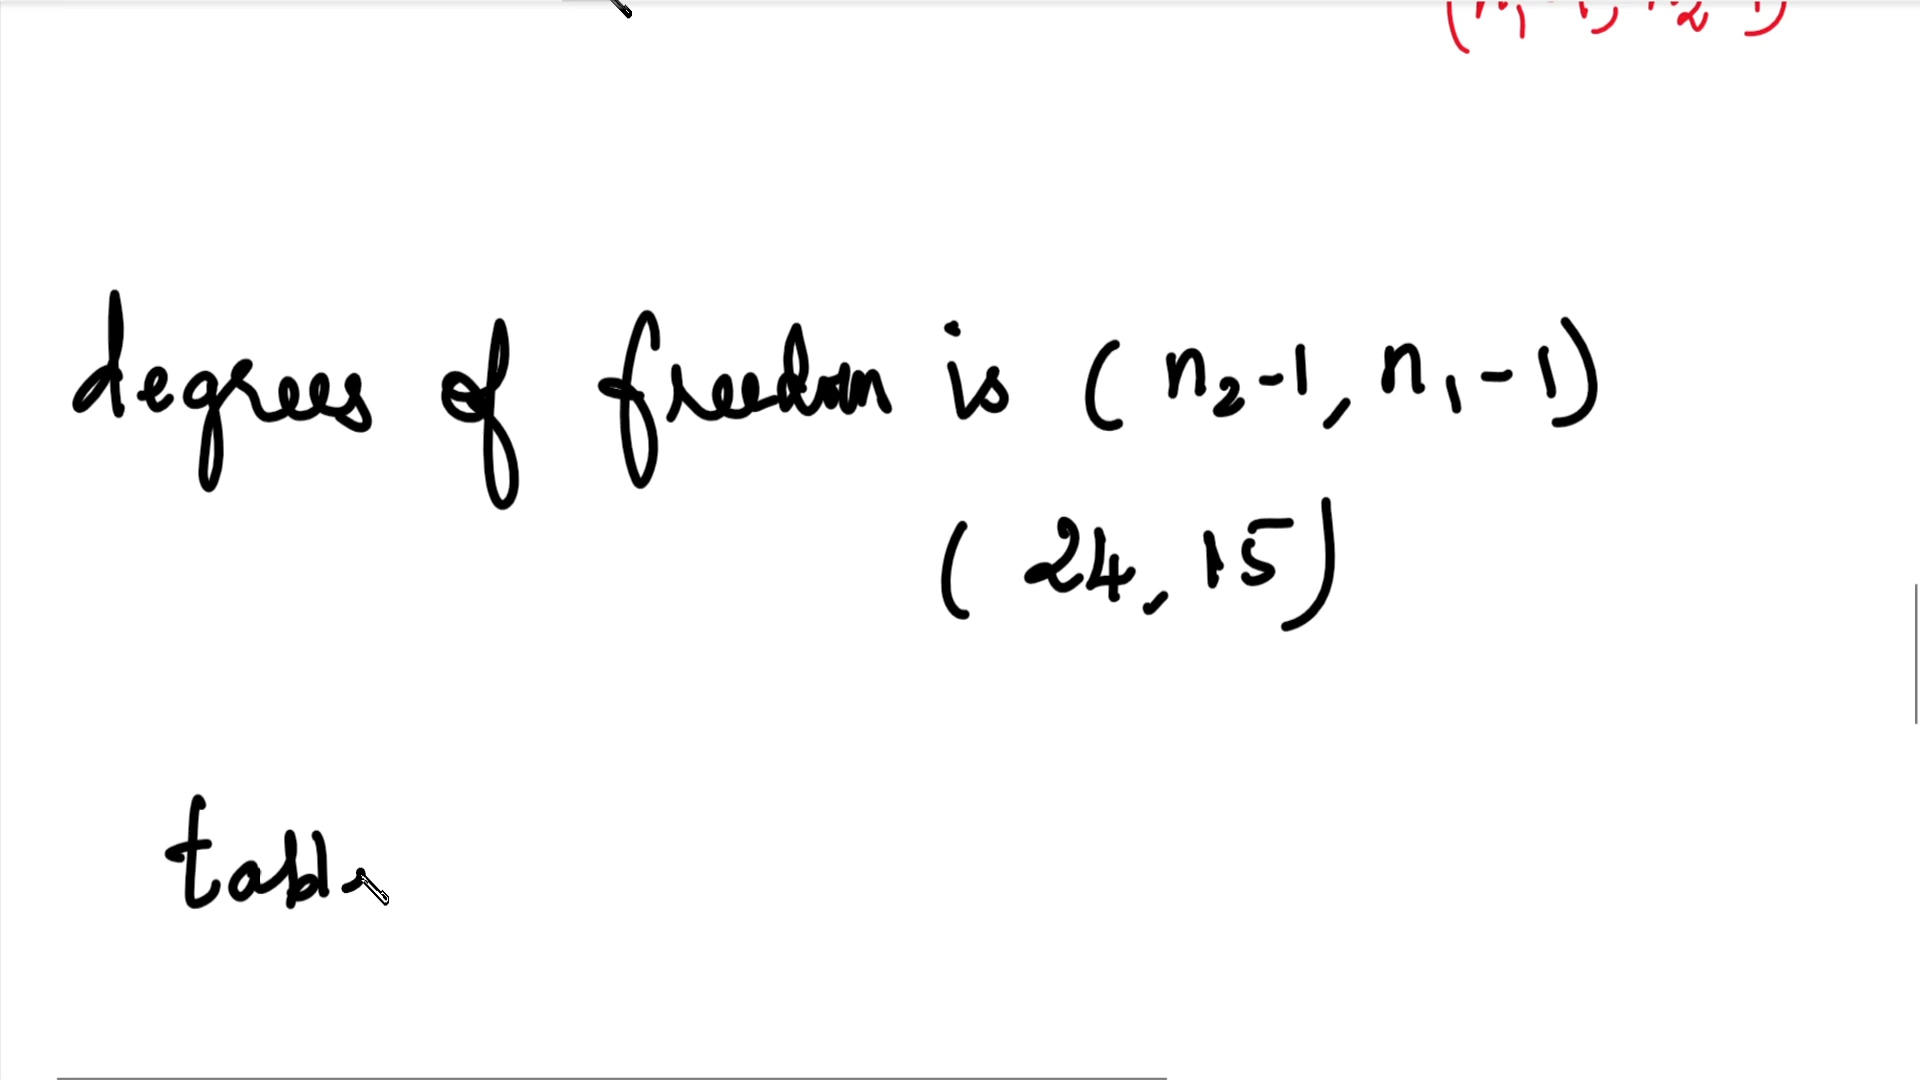 degrees of freedom is (n₂-1, n₁-1)
(24, 15)
table